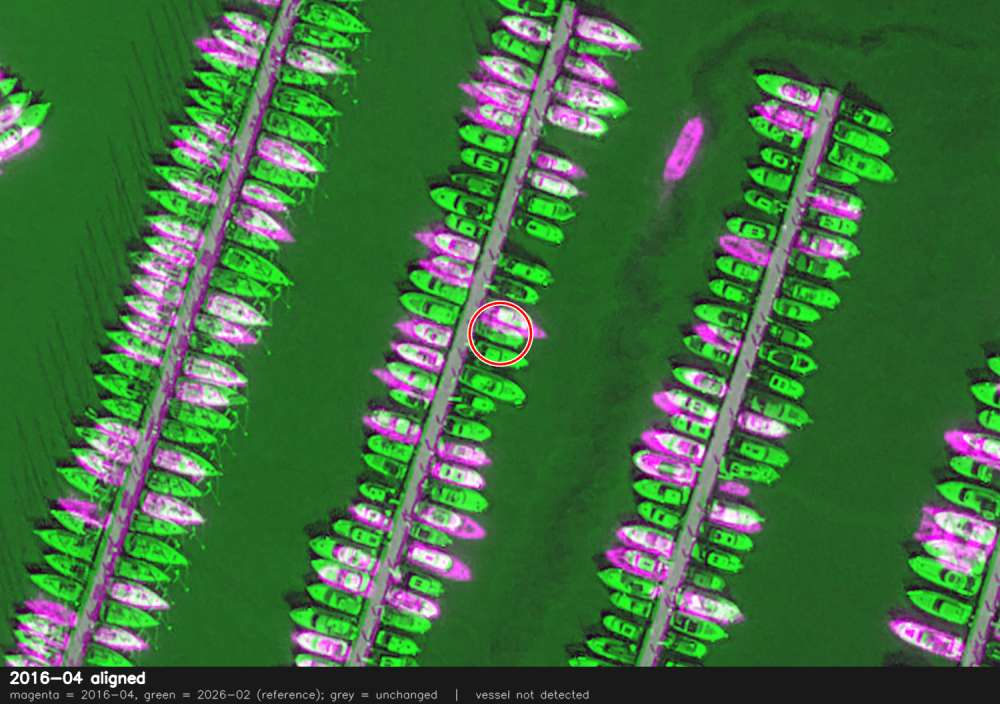 2016-04 aligned
magenta = 2016-04, green = 2026-02 (reference); grey = unchanged | vessel not detected